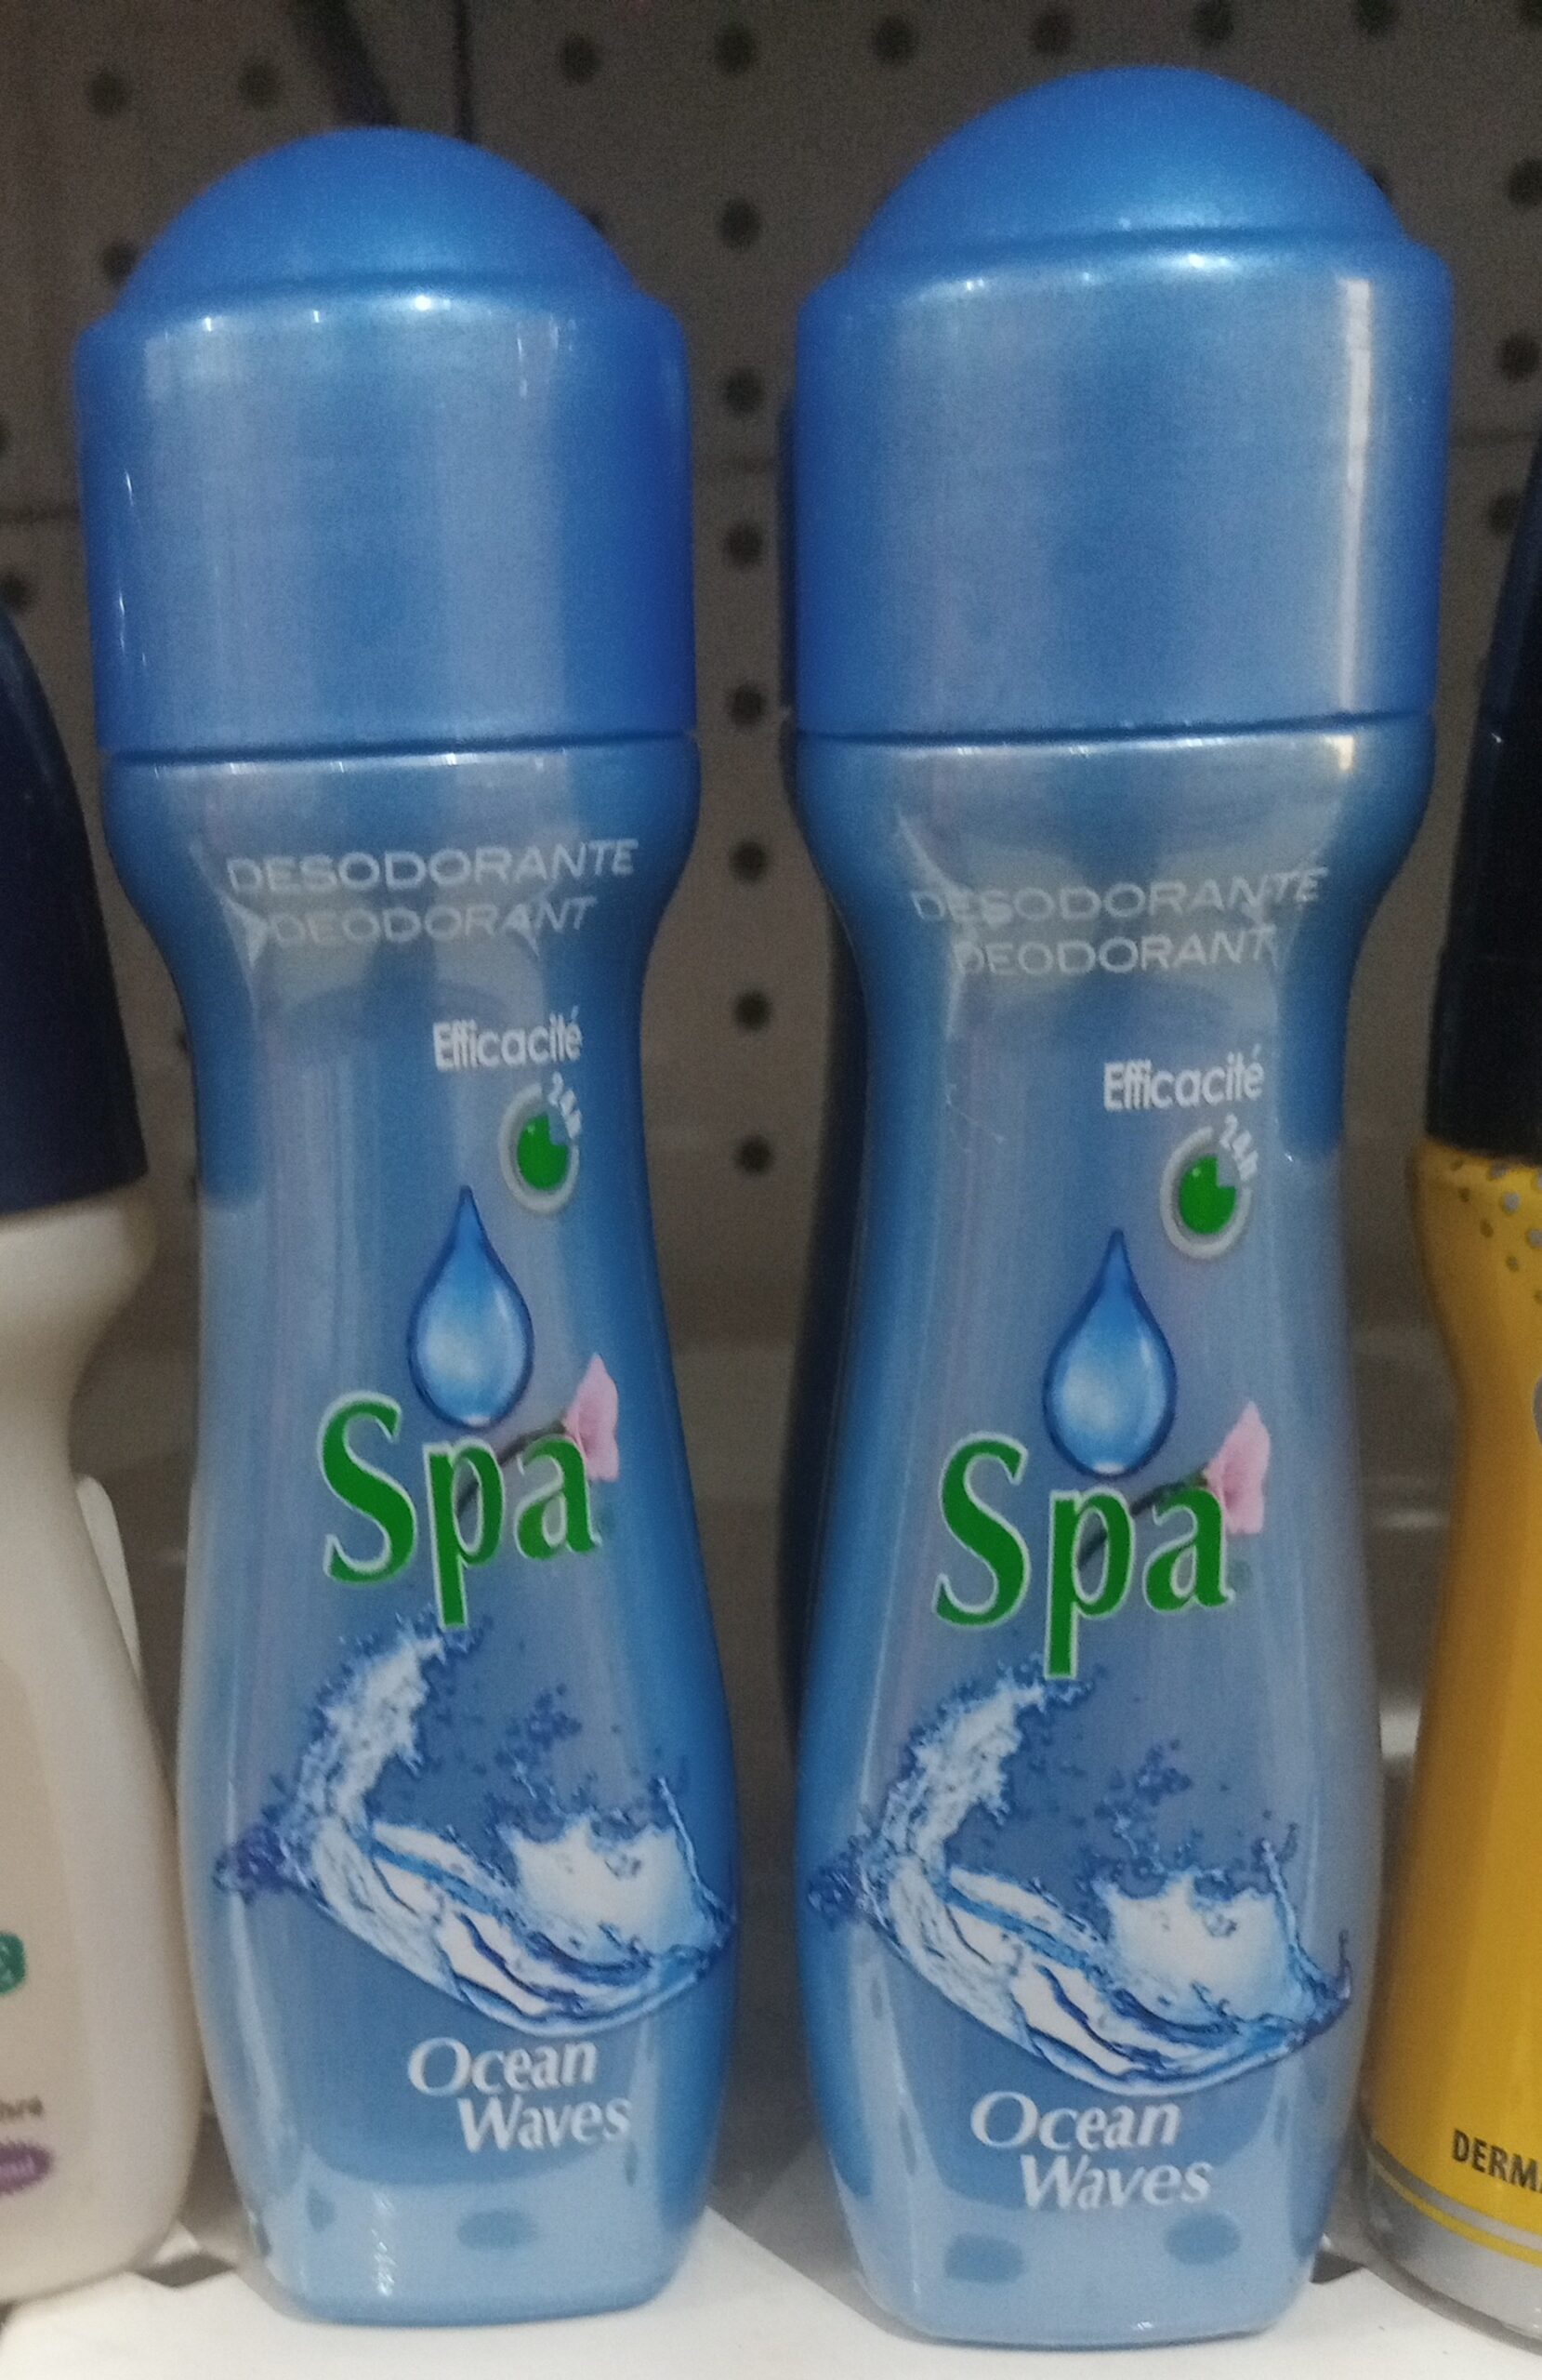 DESODORANTE
DEODORANT
Efficacité
24h
Spa
Ocean
Waves
DESODORANTE
DEODORANT
Efficacité
24h
Spa
Ocean
Waves
DERM